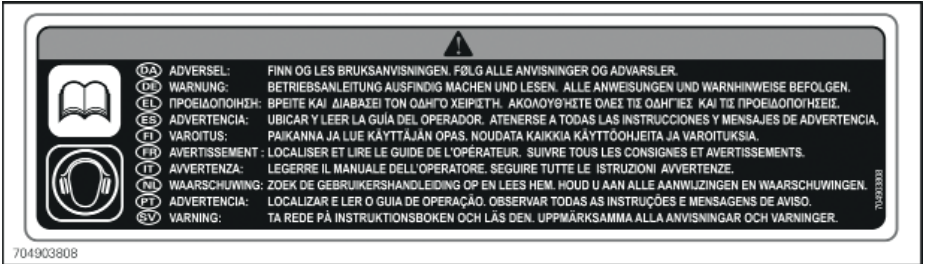 DA ADVERSEL: FINN OG LES BRUKSANVISNINGEN. FØLG ALLE ANVISNINGER OG ADVARSLER.
DE WARNUNG: BETRIEBSANLEITUNG AUSFINDIG MACHEN UND LESEN. ALLE ANWEISUNGEN UND WARNHINWEISE BEFOLGEN.
EL ΠΡΟΕΙΔΟΠΟΙΗΣΗ: ΒΡΕΙΤΕ ΚΑΙ ΔΙΑΒΑΣΕΙ ΤΟΝ ΟΔΗΓΟ ΧΕΙΡΙΣΤΗ. ΑΚΟΛΟΥΘΉΣΤΕ ΌΛΕΣ ΤΙΣ ΟΔΗΓΊΕΣ ΚΑΙ ΤΙΣ ΠΡΟΕΙΔΟΠΟΊΗΣΕΙΣ.
ES ADVERTENCIA: UBICAR Y LEER LA GUÍA DEL OPERADOR. ATENERSE A TODAS LAS INSTRUCCIONES Y MENSAJES DE ADVERTENCIA.
FI VAROITUS: PAIKANNA JA LUE KÄYTTÄJÄN OPAS. NOUDATA KAIKKIA KÄYTTÖOHJEITA JA VAROITUKSIA.
FR AVERTISSEMENT : LOCALISER ET LIRE LE GUIDE DE L'OPÉRATEUR. SUIVRE TOUS LES CONSIGNES ET AVERTISSEMENTS.
IT AVVERTENZA: LEGERRE IL MANUALE DELL'OPERATORE. SEGUIRE TUTTE LE ISTRUZIONI AVVERTENZE.
NL WAARSCHUWING: ZOEK DE GEBRUIKERSHANDLEIDING OP EN LEES HEM. HOUD U AAN ALLE AANWIJZINGEN EN WAARSCHUWINGEN.
PT ADVERTENCIA: LOCALIZAR E LER O GUIA DE OPERAÇÃO. OBSERVAR TODAS AS INSTRUÇÕES E MENSAGENS DE AVISO.
SV VARNING: TA REDE PÅ INSTRUKTIONSBOKEN OCH LÄS DEN. UPPMÄRKSAMMA ALLA ANVISNINGAR OCH VARNINGER.
704903808
704903808